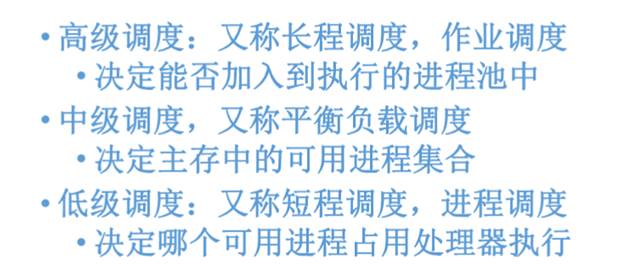 •高级调度：又称长程调度，作业调度
•决定能否加入到执行的进程池中
•中级调度，又称平衡负载调度
•决定主存中的可用进程集合
•低级调度：又称短程调度，进程调度
•决定哪个可用进程占用处理器执行